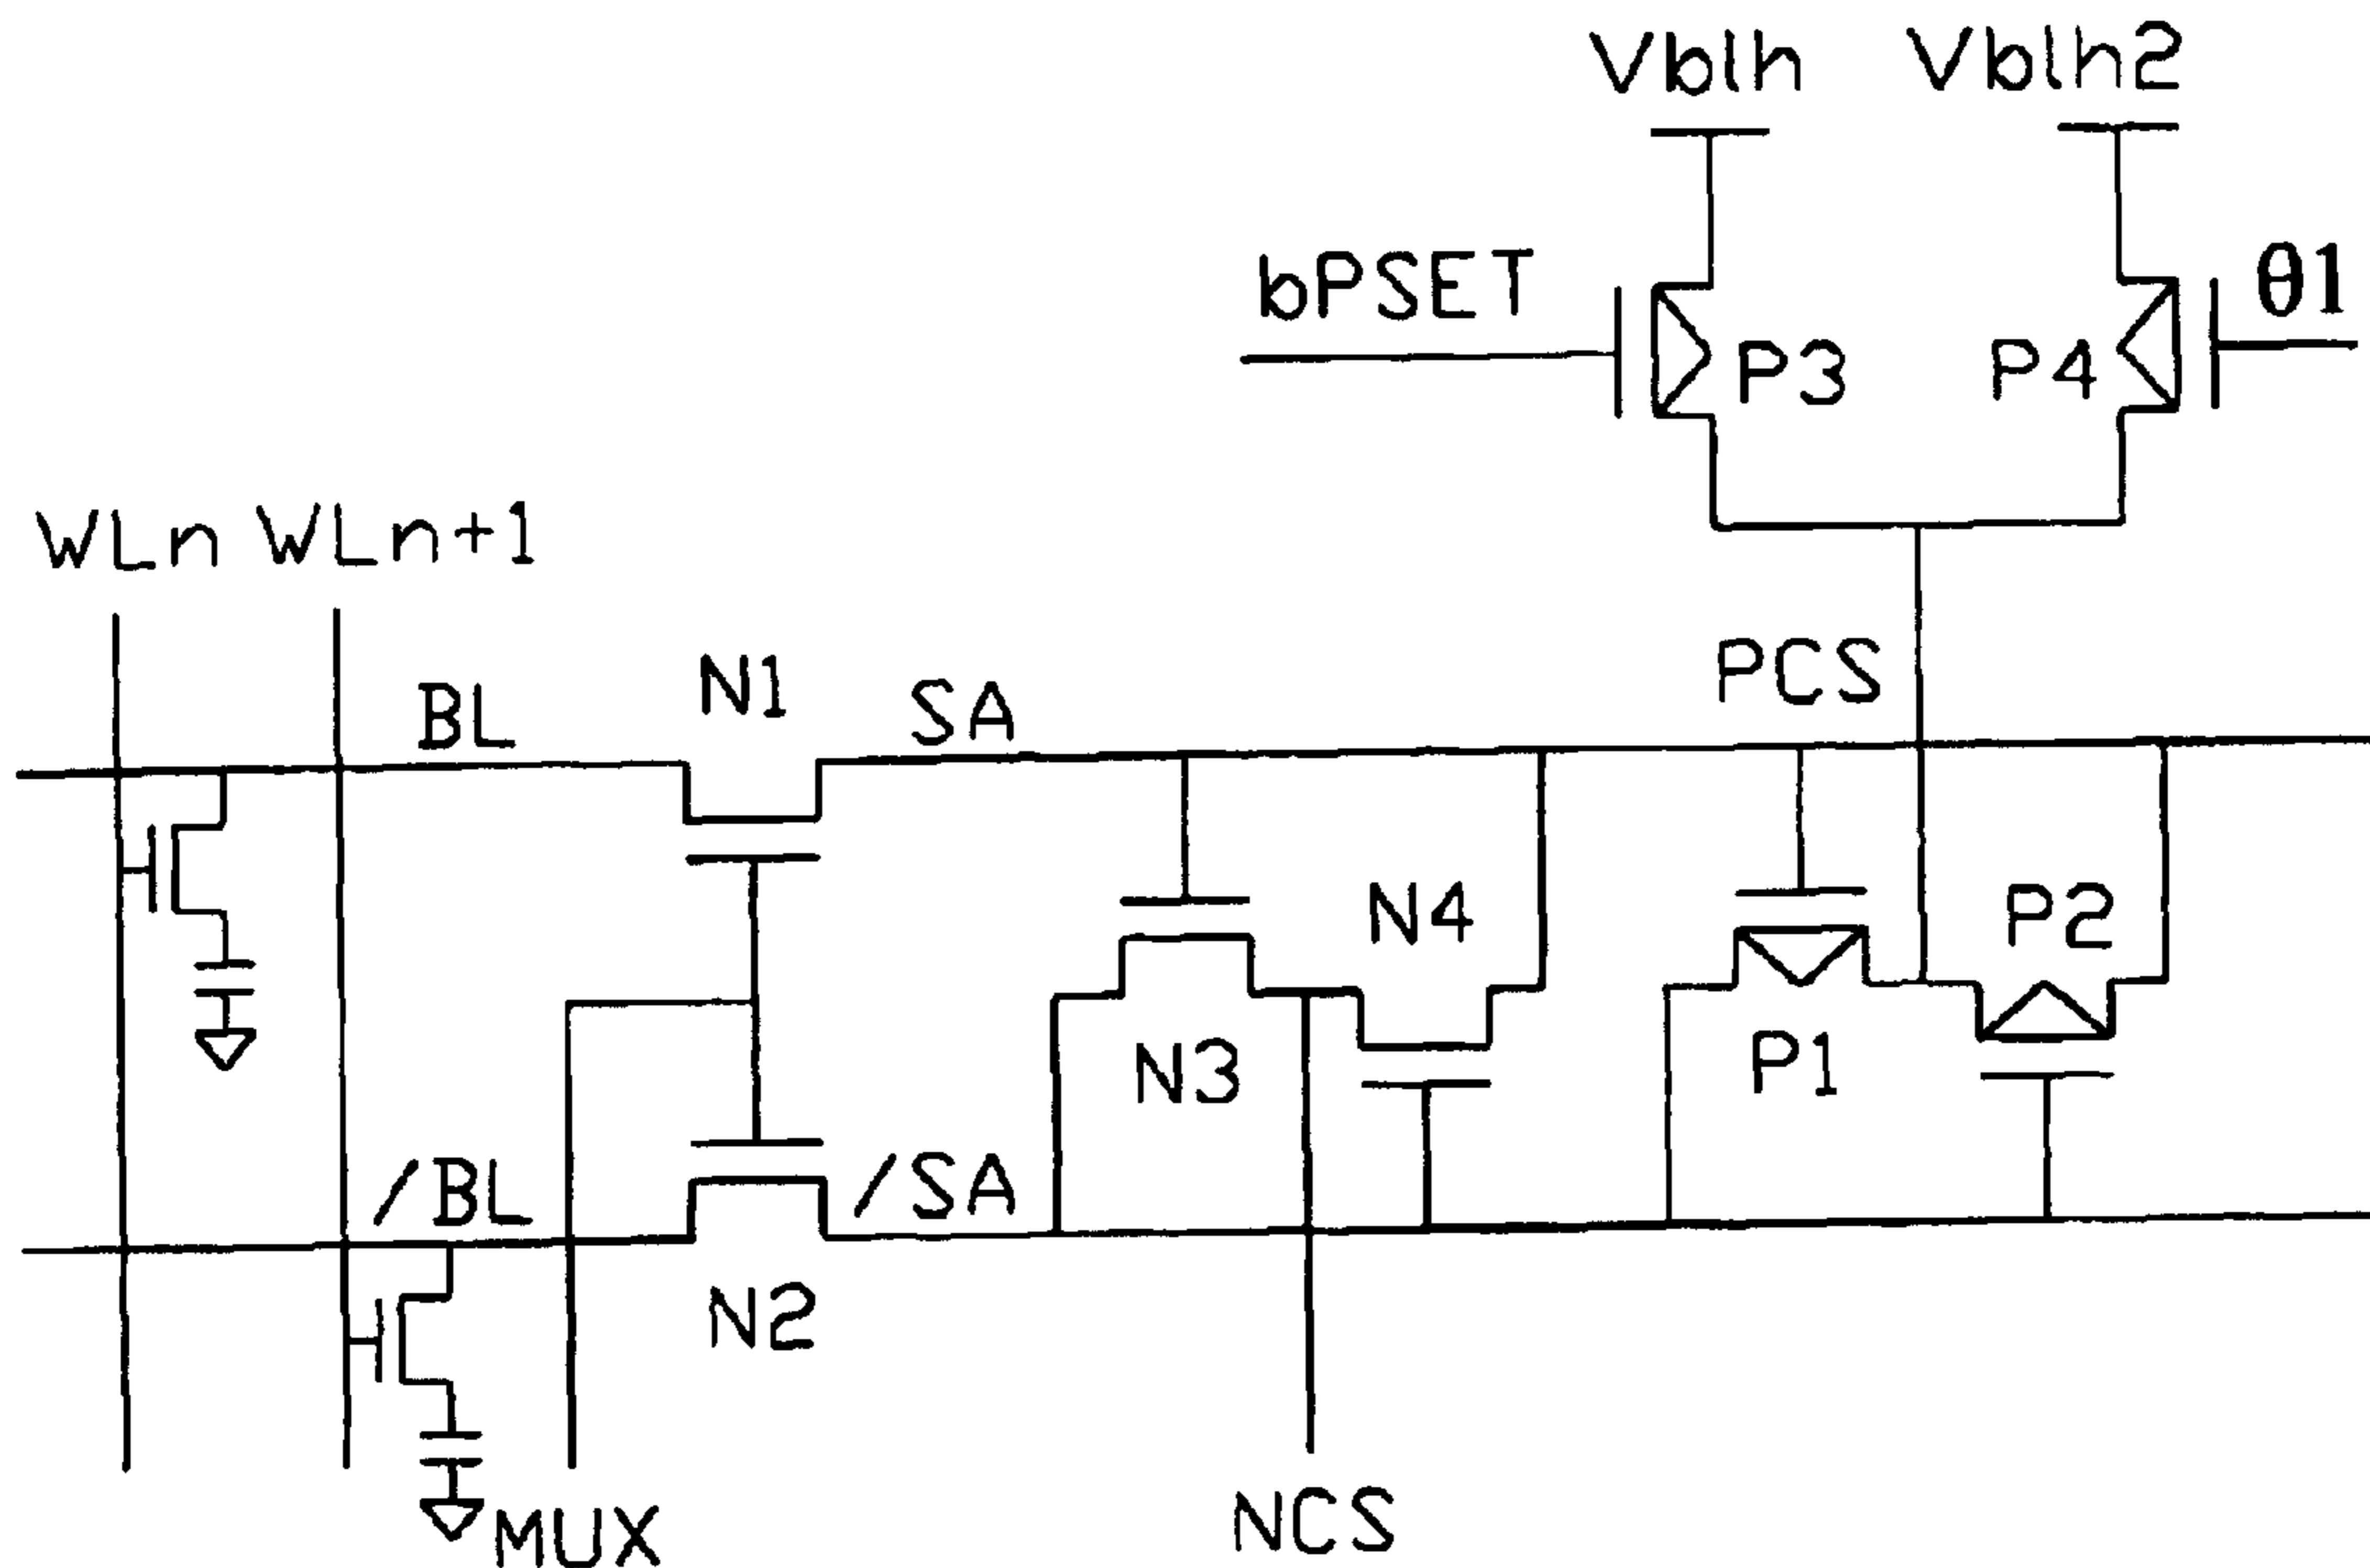 Vblh Vblh2
bPSET θ1
P3 P4
WLn WLn+1
BL N1 SA PCS
N4 P2
N3 P1
/BL /SA
N2
MUX NCS